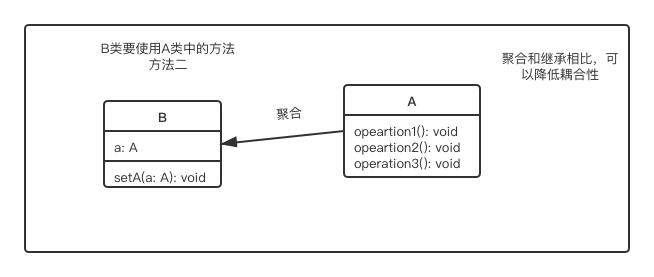 B类要使用A类中的方法
方法二
聚合和继承相比，可
以降低耦合性
聚合
B
a: A
setA(a: A): void
A
opeartion1(): void
opeartion2(): void
operation3(): void